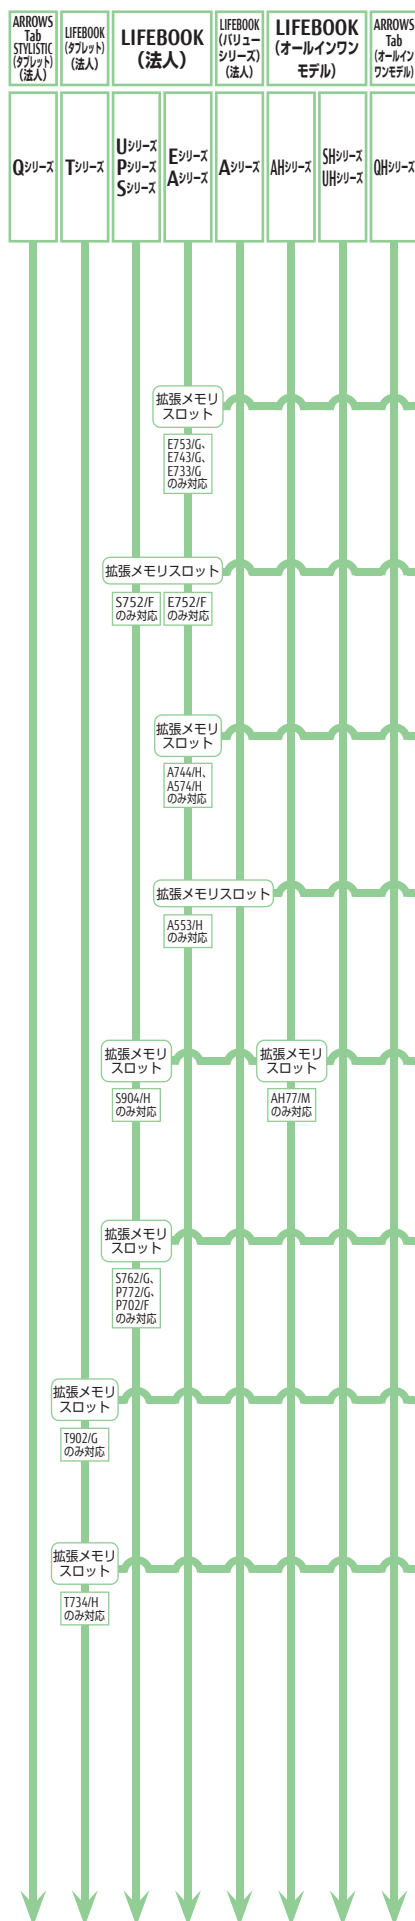 ARROWS
Tab
STYLISTIC
(タブレット)
(法人)
LIFEBOOK
(タブレット)
(法人)
LIFEBOOK
(法人)
LIFEBOOK
(バリュー
シリーズ)
(法人)
LIFEBOOK
(オールインワン
モデル)
ARROWS
Tab
(オールイン
ワンモデル)
Qシリーズ
Tシリーズ
Uシリーズ
Pシリーズ
Sシリーズ
Eシリーズ
Aシリーズ
Aシリーズ
AHシリーズ
SHシリーズ
UHシリーズ
QHシリーズ
拡張メモリ
スロット
E753/G、
E743/G、
E733/G
のみ対応
拡張メモリスロット
S752/F
のみ対応
E752/F
のみ対応
拡張メモリ
スロット
A744/H、
A574/H
のみ対応
拡張メモリスロット
A553/H
のみ対応
拡張メモリ
スロット
S904/H
のみ対応
拡張メモリ
スロット
AH77/M
のみ対応
拡張メモリ
スロット
S762/G、
P772/G、
P702/F
のみ対応
拡張メモリ
スロット
T902/G
のみ対応
拡張メモリ
スロット
T734/H
のみ対応